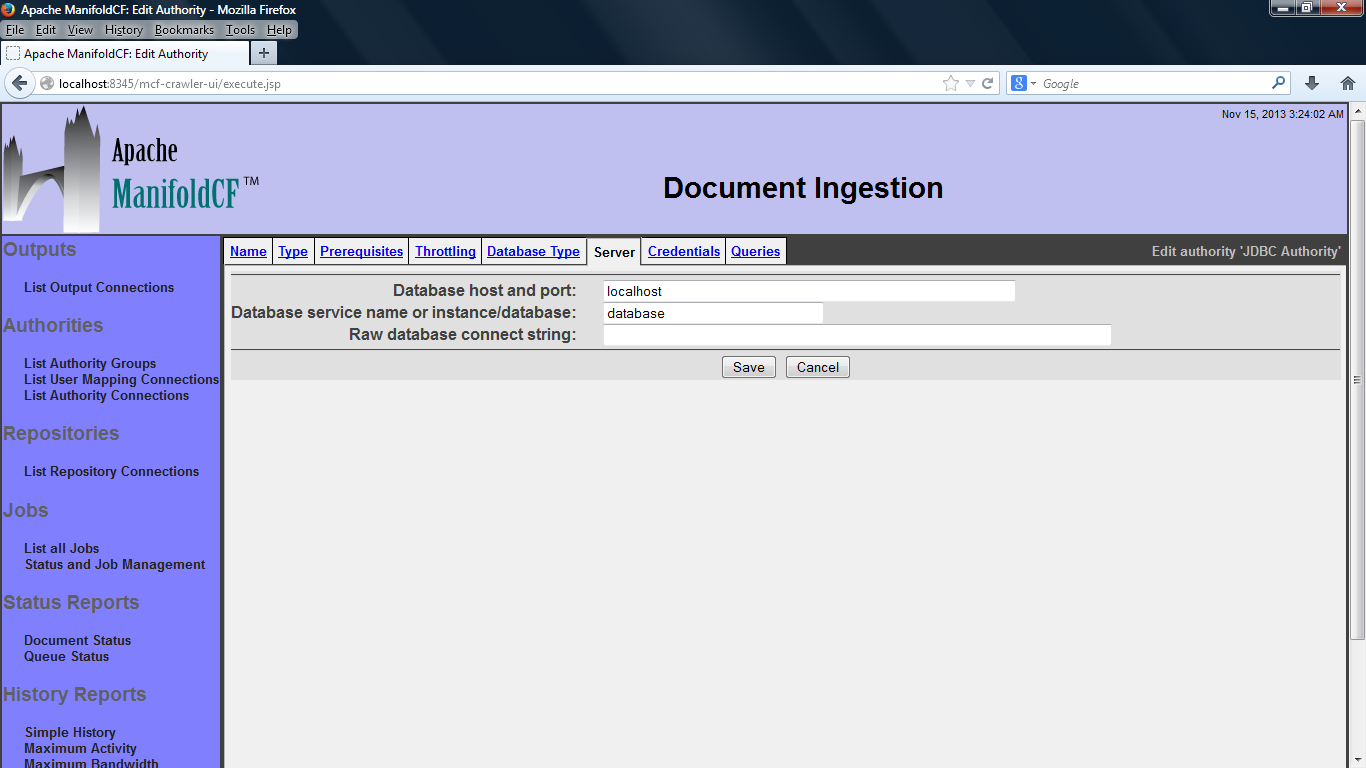 Apache ManifoldCF: Edit Authority - Mozilla Firefox
File Edit View History Bookmarks Tools Help
Apache ManifoldCF: Edit Authority
localhost:8345/mcf-crawler-ui/execute.jsp
Google
Nov 15, 2013 3:24:02 AM
Apache
ManifoldCF™
Document Ingestion
Outputs
List Output Connections
Authorities
List Authority Groups
List User Mapping Connections
List Authority Connections
Repositories
List Repository Connections
Jobs
List all Jobs
Status and Job Management
Status Reports
Document Status
Queue Status
History Reports
Simple History
Maximum Activity
Maximum Bandwidth
Name Type Prerequisites Throttling Database Type Server Credentials Queries Edit authority 'JDBC Authority'
Database host and port: localhost
Database service name or instance/database: database
Raw database connect string:
Save Cancel